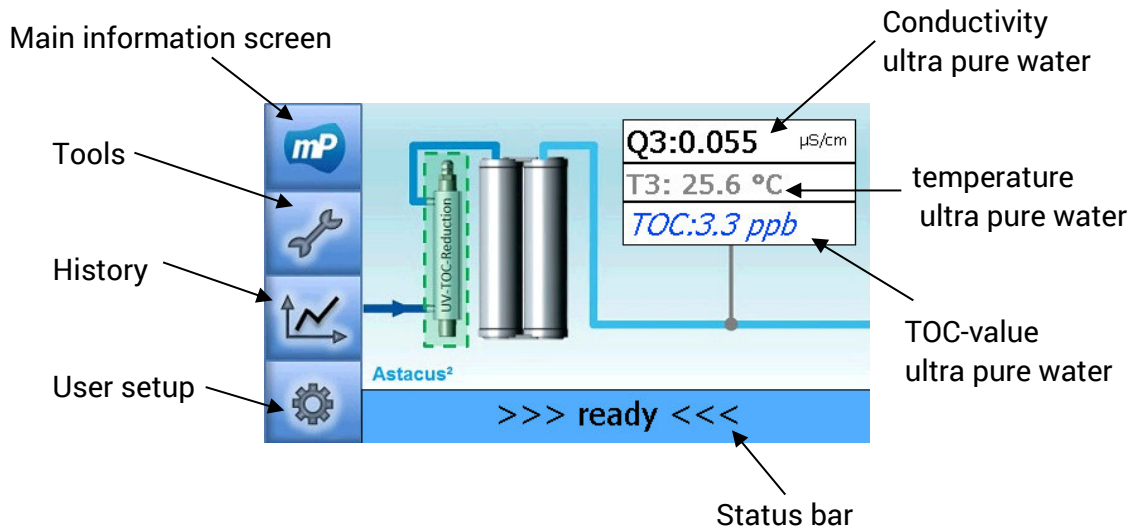 Main information screen
Conductivity
ultra pure water
mP
Tools
Q3:0.055 µS/cm
T3: 25.6 °C
temperature
ultra pure water
TOC:3.3 ppb
UV-TOC-Reduction
History
TOC-value
ultra pure water
Astacus²
User setup
>>> ready <<<
Status bar